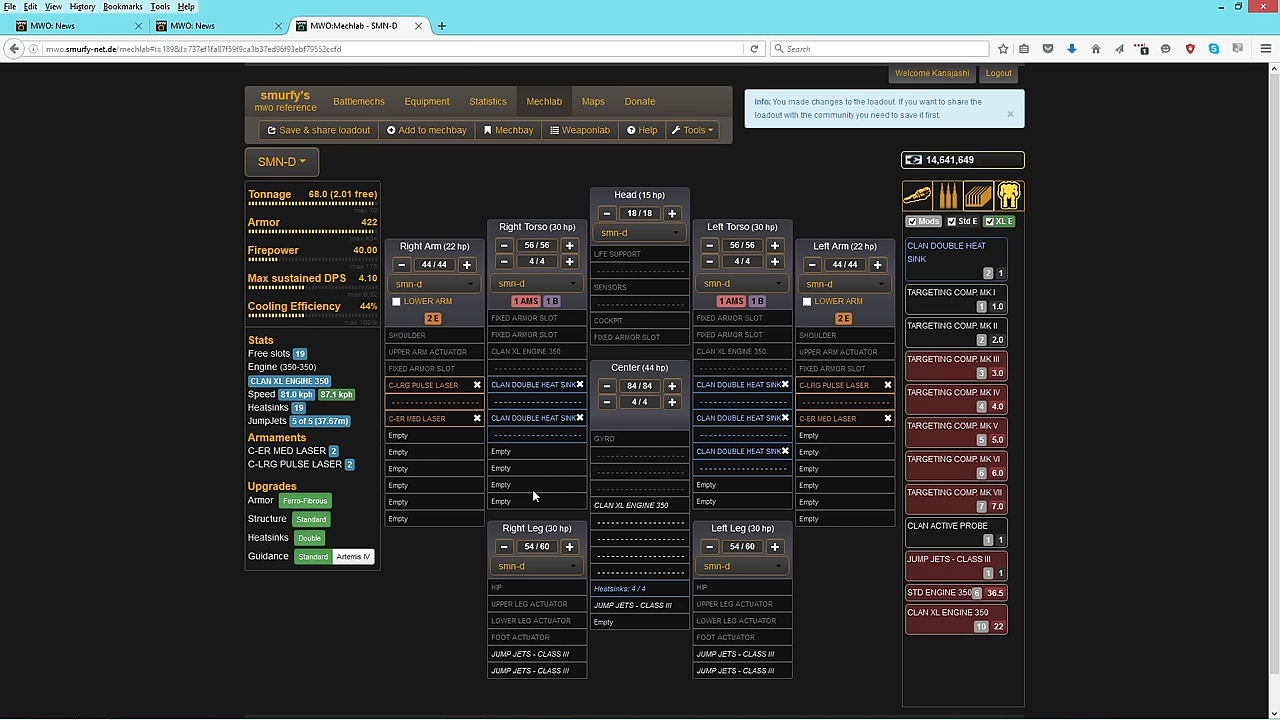 File Edit View History Bookmarks Tools Help
MWO: News
MWO: News
MWO:Mechlab - SMN-D
mwo.smurfy-net.de/mechlab#i=189&l=737ef1fa87f59f9ca3b37ed96f93ebf79552ccfd
Search
Welcome Kanajashi Logout
smurfy's
mwo reference
Battlemechs Equipment Statistics Mechlab Maps Donate
Save & share loadout Add to mechbay Mechbay Weaponlab Help Tools
Info: You made changes to the loadout. If you want to share the
loadout with the community you need to save it first.
SMN-D
14,641,649
Tonnage 68.0 (2.01 free)
max 70
Armor 422
Firepower 40.00
Max sustained DPS 4.10
Cooling Efficiency 44%
max 100%
Stats
Free slots 19
Engine (350-350)
CLAN XL ENGINE 350
Speed 81.0 kph 87.1 kph
Heatsinks 19
JumpJets 5 of 5 (37.67m)
Armaments
C-ER MED LASER 2
C-LRG PULSE LASER 2
Upgrades
Armor Ferro-Fibrous
Structure Standard
Heatsinks Double
Guidance Standard Artemis IV
Right Arm (22 hp)
44 / 44
smn-d
LOWER ARM
2 E
SHOULDER
UPPER ARM ACTUATOR
FIXED ARMOR SLOT
C-LRG PULSE LASER
C-ER MED LASER
Empty
Empty
Empty
Empty
Empty
Empty
Right Torso (30 hp)
56 / 56
4 / 4
smn-d
1 AMS 1 B
FIXED ARMOR SLOT
FIXED ARMOR SLOT
CLAN XL ENGINE 350
CLAN DOUBLE HEAT SINK
CLAN DOUBLE HEAT SINK
Empty
Empty
Empty
Empty
Right Leg (30 hp)
54 / 60
smn-d
HIP
UPPER LEG ACTUATOR
LOWER LEG ACTUATOR
FOOT ACTUATOR
JUMP JETS - CLASS III
JUMP JETS - CLASS III
Head (15 hp)
18 / 18
smn-d
LIFE SUPPORT
SENSORS
COCKPIT
FIXED ARMOR SLOT
Center (44 hp)
84 / 84
4 / 4
GYRO
CLAN XL ENGINE 350
Heatsinks: 4 / 4
JUMP JETS - CLASS III
Empty
Left Torso (30 hp)
56 / 56
4 / 4
smn-d
1 AMS 1 B
FIXED ARMOR SLOT
FIXED ARMOR SLOT
CLAN XL ENGINE 350
CLAN DOUBLE HEAT SINK
CLAN DOUBLE HEAT SINK
CLAN DOUBLE HEAT SINK
Empty
Empty
Left Leg (30 hp)
54 / 60
smn-d
HIP
UPPER LEG ACTUATOR
LOWER LEG ACTUATOR
FOOT ACTUATOR
JUMP JETS - CLASS III
JUMP JETS - CLASS III
Left Arm (22 hp)
44 / 44
smn-d
LOWER ARM
2 E
SHOULDER
UPPER ARM ACTUATOR
FIXED ARMOR SLOT
C-LRG PULSE LASER
C-ER MED LASER
Empty
Empty
Empty
Empty
Empty
Empty
Mods Std E XL E
CLAN DOUBLE HEAT
SINK
2 1
TARGETING COMP. MK I
1 1.0
TARGETING COMP. MK II
2 2.0
TARGETING COMP. MK III
3 3.0
TARGETING COMP. MK IV
4 4.0
TARGETING COMP. MK V
5 5.0
TARGETING COMP. MK VI
6 6.0
TARGETING COMP. MK VII
7 7.0
CLAN ACTIVE PROBE
1 1
JUMP JETS - CLASS III
1 1
STD ENGINE 350 6 36.5
CLAN XL ENGINE 350
10 22